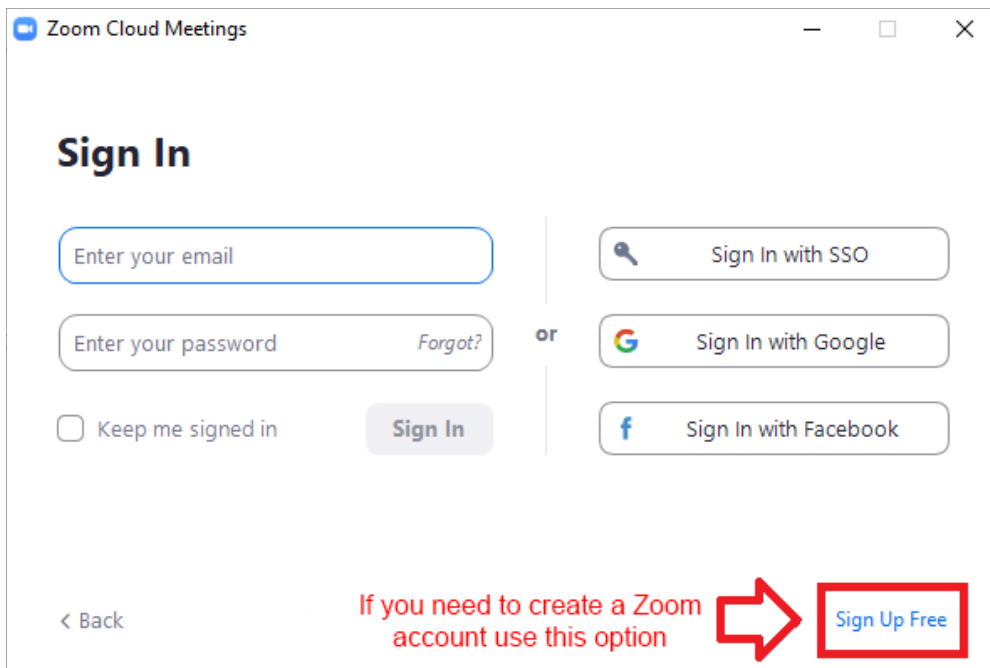 Zoom Cloud Meetings
Sign In
Enter your email
Enter your password Forgot?
Keep me signed in Sign In
or
Sign In with SSO
Sign In with Google
Sign In with Facebook
< Back
If you need to create a Zoom
account use this option
Sign Up Free